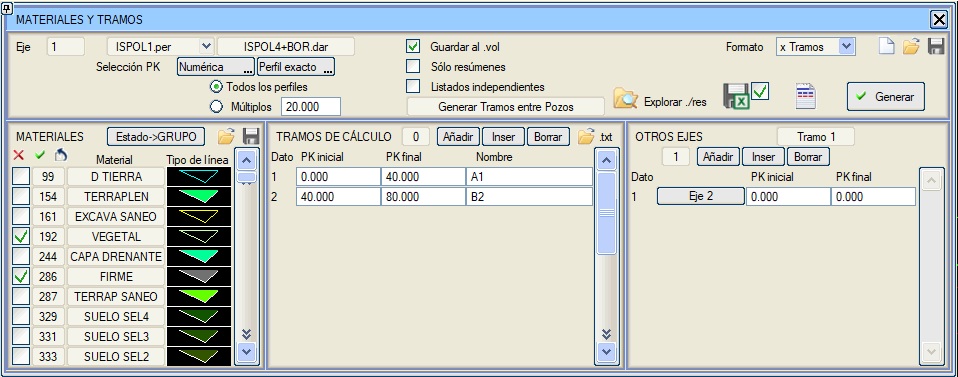 MATERIALES Y TRAMOS
Eje 1 ISPOL1.per ISPOL4+BOR.dar Guardar al .vol Formato x Tramos
Selección PK Numérica ... Perfil exacto ... Sólo resúmenes
Todos los perfiles Listados independientes
Múltiplos 20.000 Generar Tramos entre Pozos Explorar ./res Generar
MATERIALES Estado->GRUPO
Material Tipo de línea
99 D TIERRA
154 TERRAPLEN
161 EXCAVA SANEO
192 VEGETAL
244 CAPA DRENANTE
286 FIRME
287 TERRAP SANEO
329 SUELO SEL4
331 SUELO SEL3
333 SUELO SEL2
TRAMOS DE CÁLCULO 0 Añadir Inser Borrar .txt
Dato PK inicial PK final Nombre
1 0.000 40.000 A1
2 40.000 80.000 B2
OTROS EJES Tramo 1
1 Añadir Inser Borrar
Dato PK inicial PK final
1 Eje 2 0.000 0.000